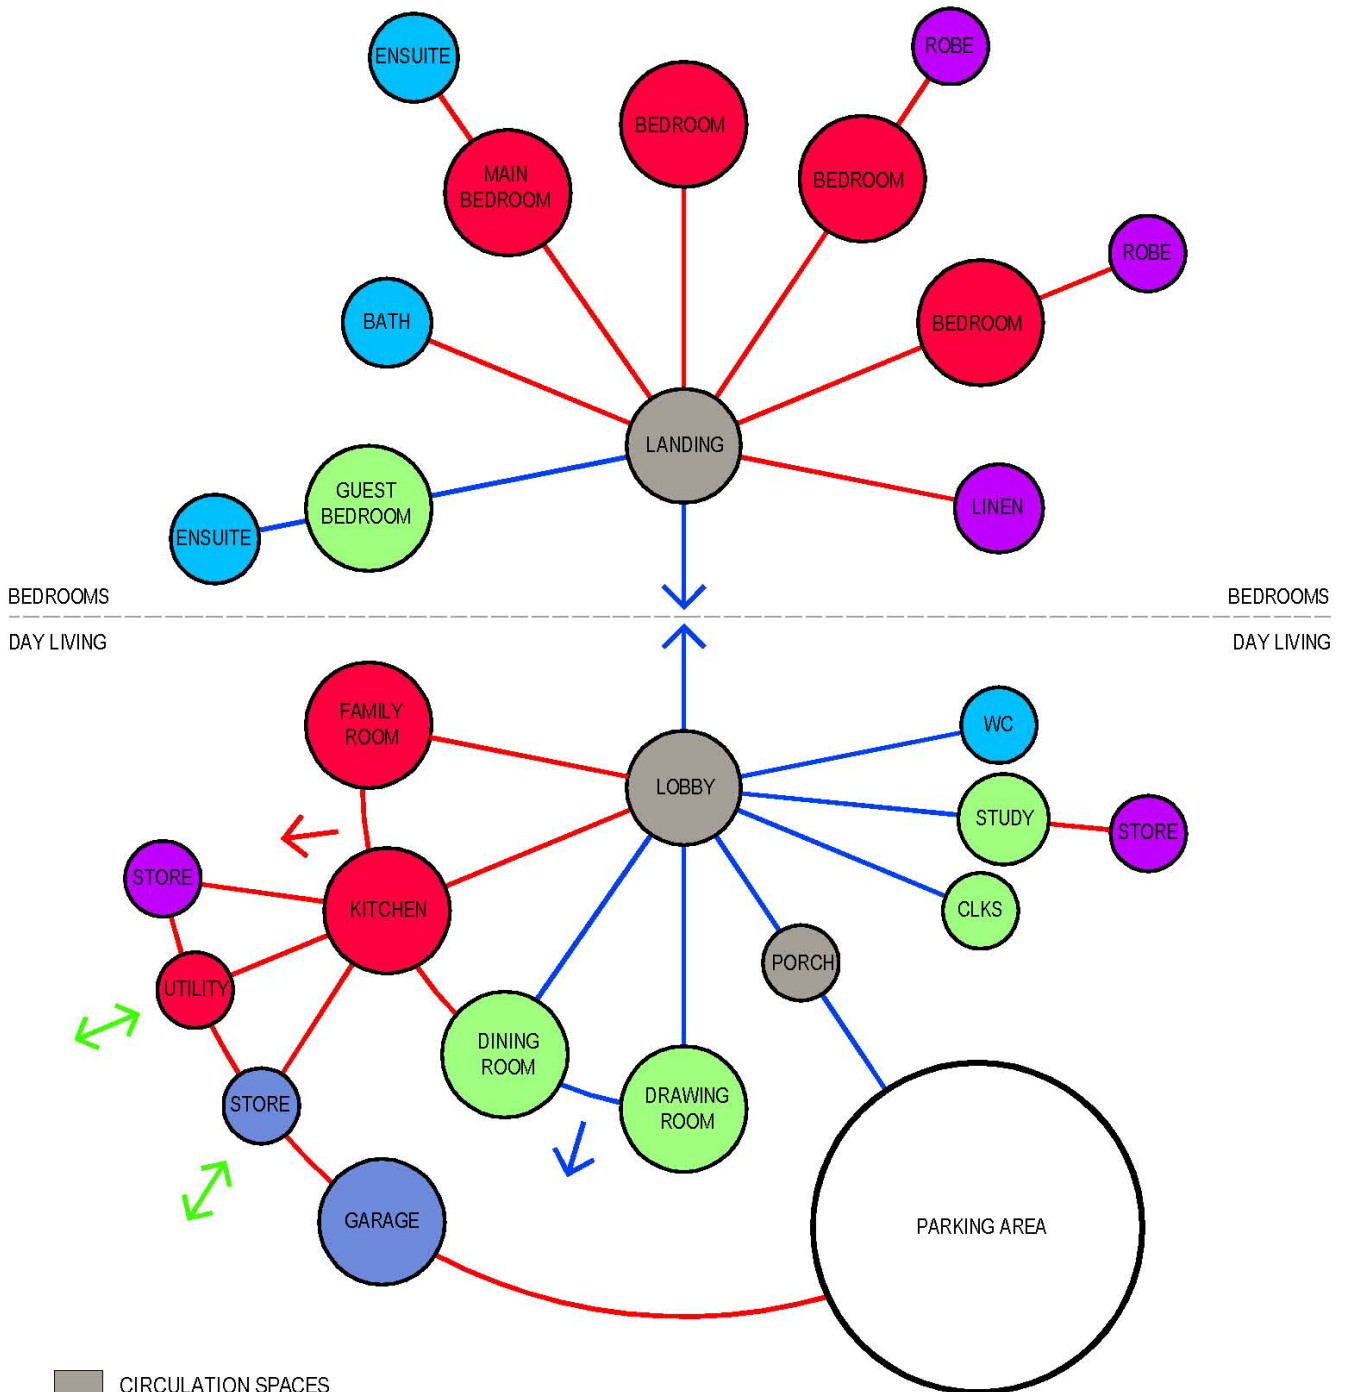 ENSUITE
ROBE
BEDROOM
MAIN
BEDROOM
BEDROOM
ROBE
BATH
BEDROOM
LANDING
GUEST
BEDROOM
LINEN
ENSUITE
BEDROOMS
BEDROOMS
DAY LIVING
DAY LIVING
FAMILY
ROOM
WC
LOBBY
STUDY
STORE
STORE
KITCHEN
CLKS
PORCH
UTILITY
DINING
ROOM
STORE
DRAWING
ROOM
GARAGE
PARKING AREA
CIRCULATION SPACES